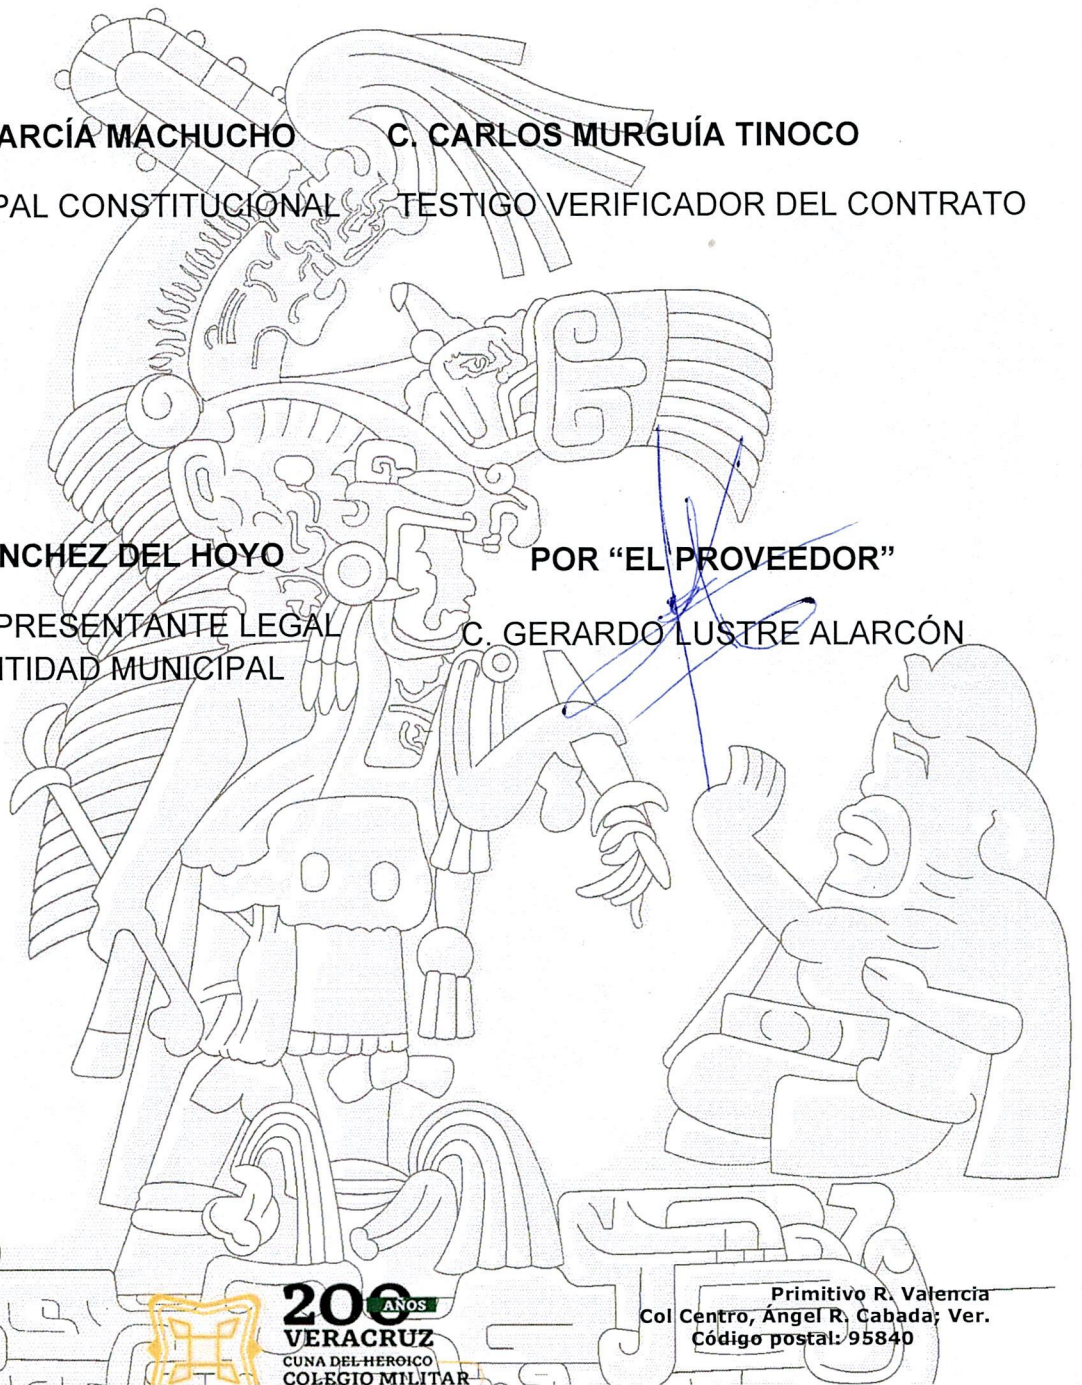 ARCÍA MACHUCHO
PAL CONSTITUCIONAL
C. CARLOS MURGUÍA TINOCO
TESTIGO VERIFICADOR DEL CONTRATO
NCHEZ DEL HOYO
PRESENTANTE LEGAL
TIDAD MUNICIPAL
POR “EL PROVEEDOR”
C. GERARDO LUSTRE ALARCÓN
200 AÑOS
VERACRUZ
CUNA DEL HEROICO
COLEGIO MILITAR
Primitivo R. Valencia
Col Centro, Ángel R. Cabada; Ver.
Código postal: 95840